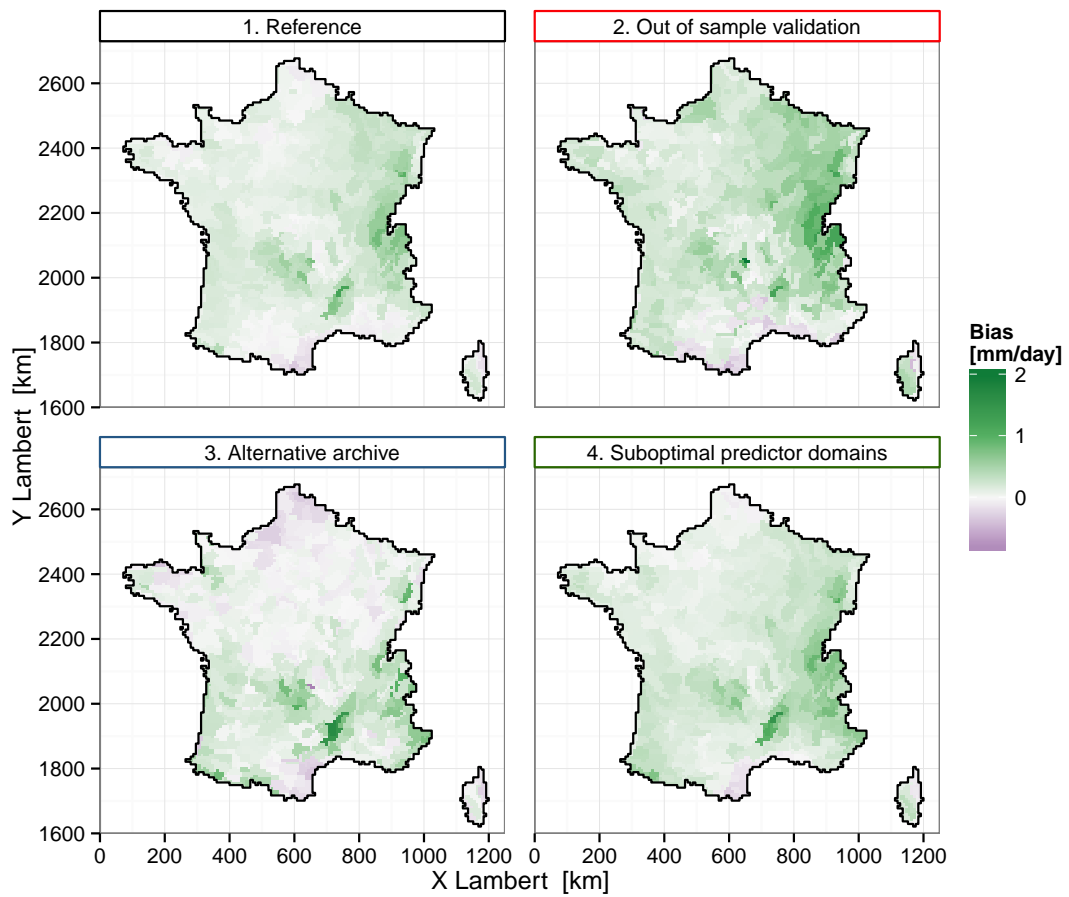 1. Reference
2. Out of sample validation
2600
2400
2200
2000
1800
1600
Bias
[mm/day]
2
1
0
Y Lambert [km]
3. Alternative archive
4. Suboptimal predictor domains
2600
2400
2200
2000
1800
1600
0 200 400 600 800 1000 1200
0 200 400 600 800 1000 1200
X Lambert [km]